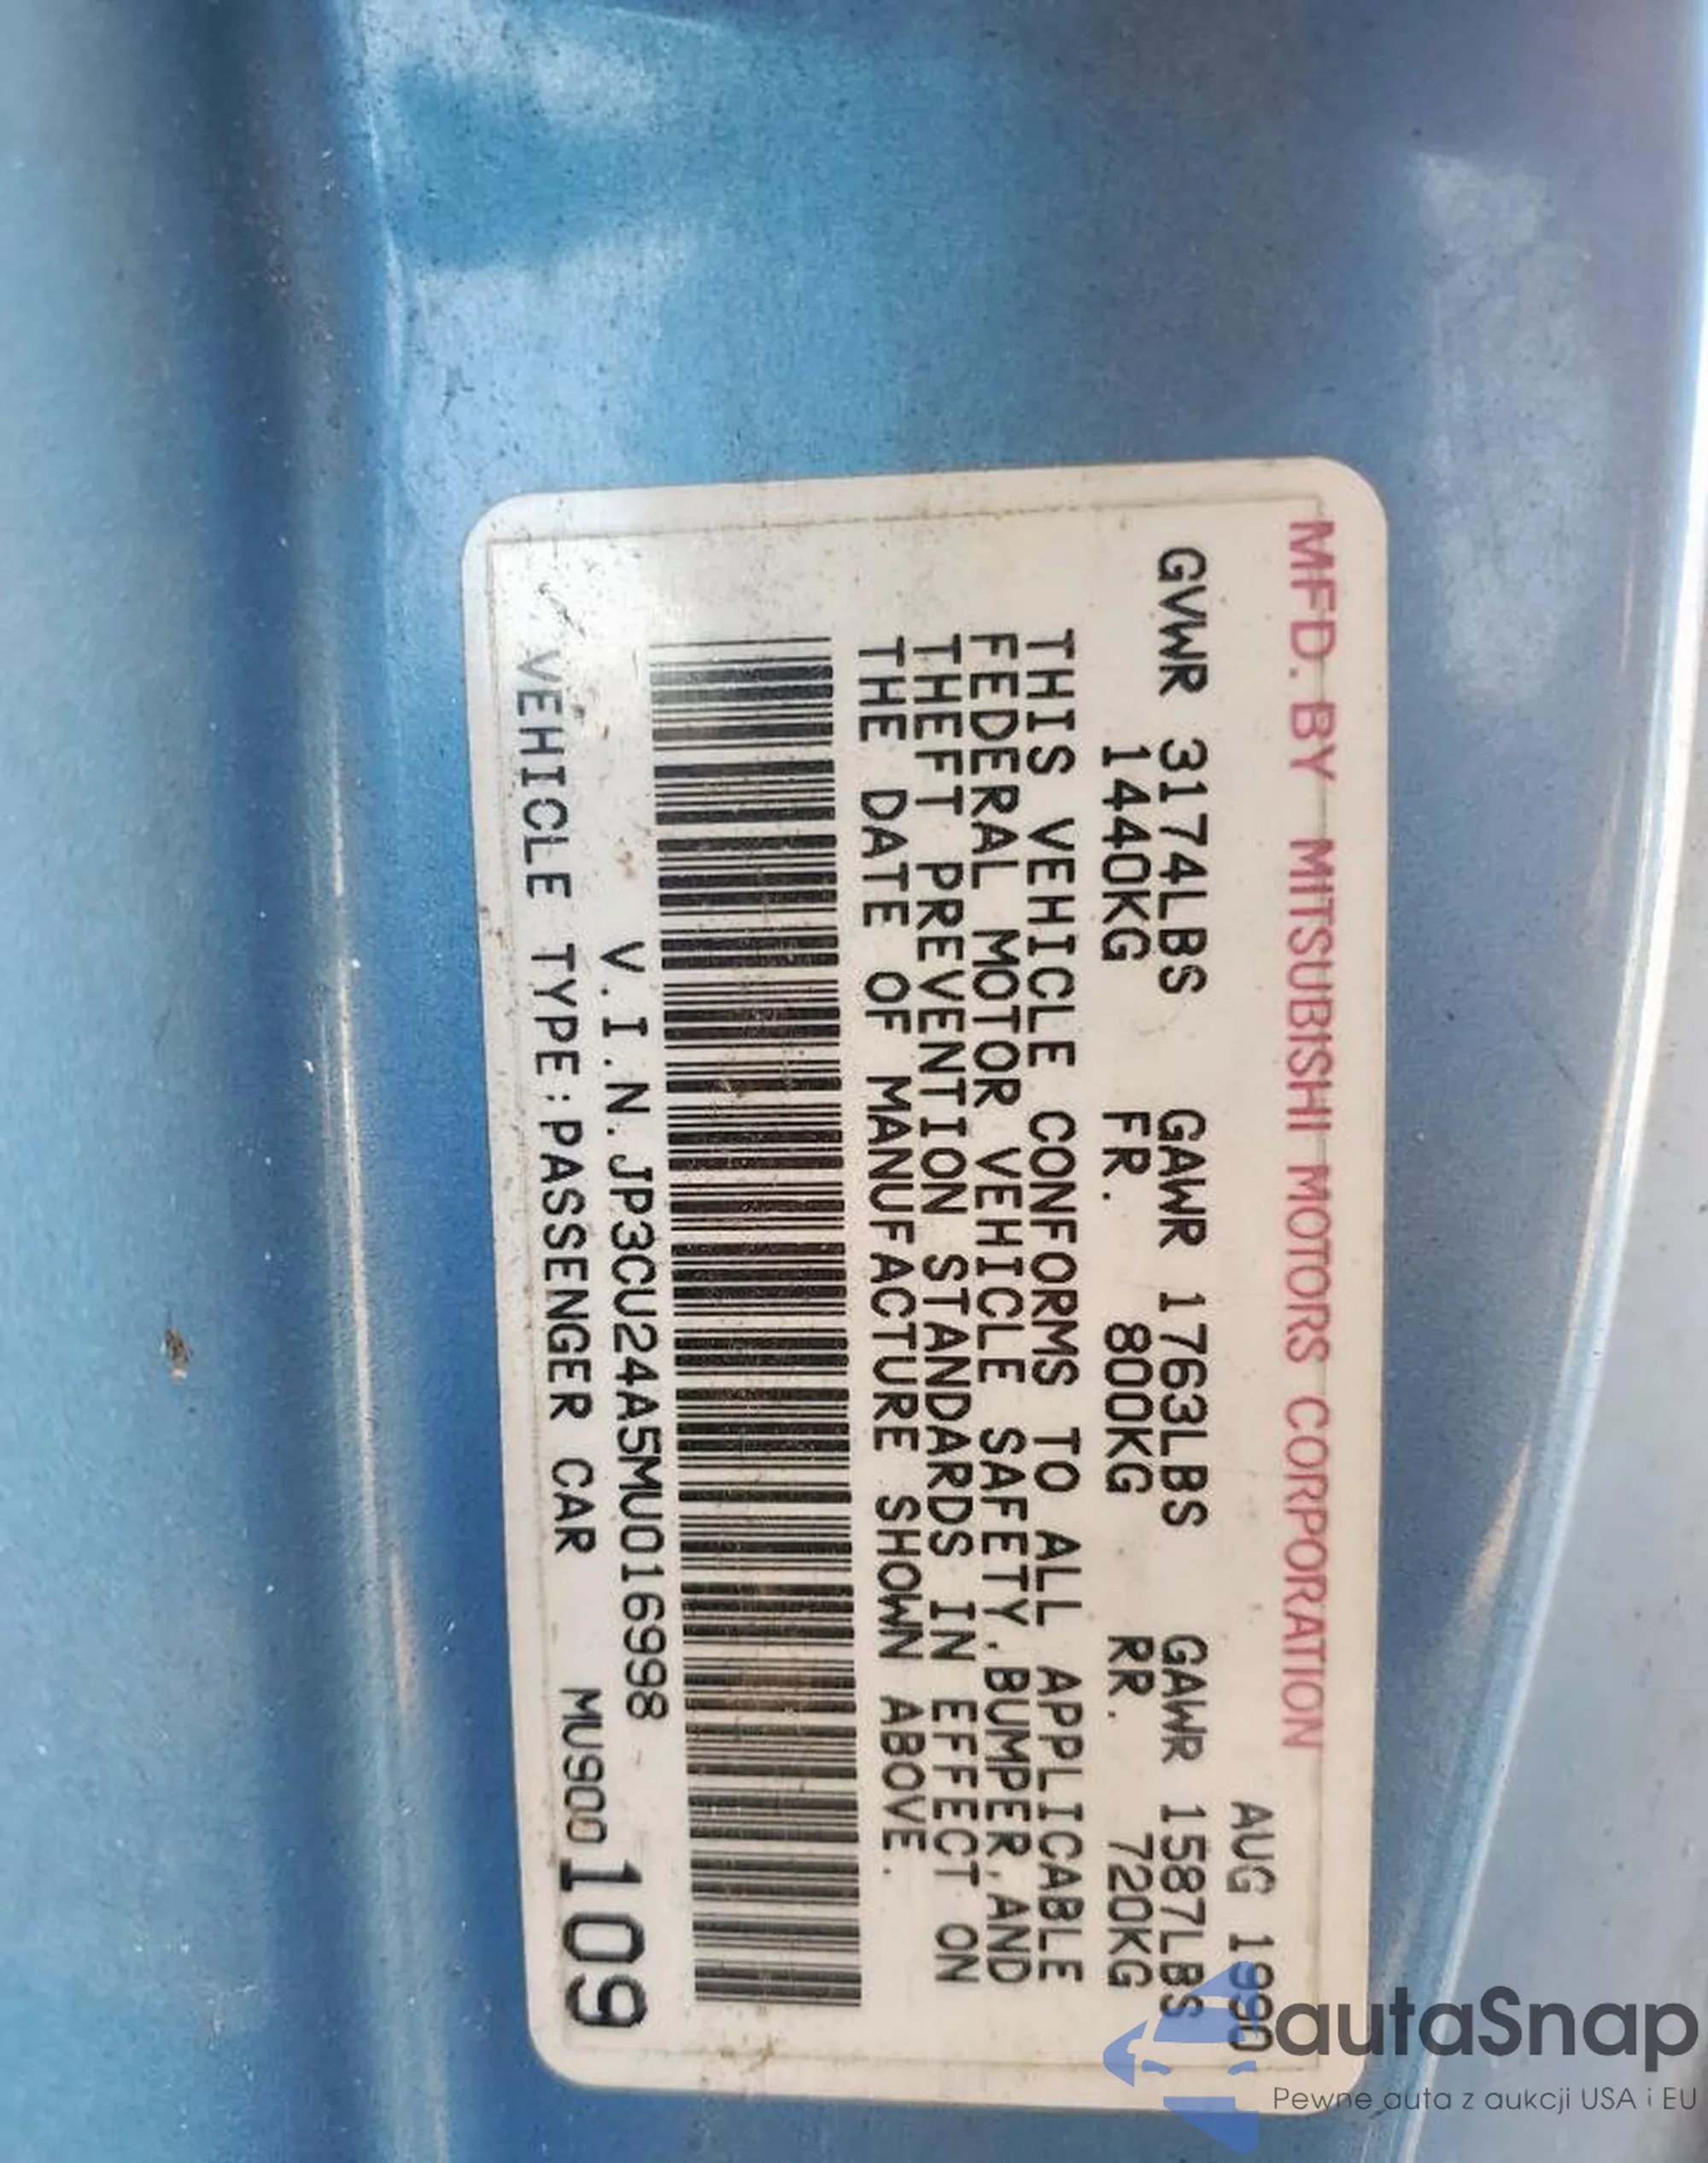 MFD. BY MITSUBISHI MOTORS CORPORATION
AUG 1990
GVWR 3174LBS GAWR 1763LBS GAWR 1587LBS
1440KG FR. 800KG RR. 720KG
THIS VEHICLE CONFORMS TO ALL APPLICABLE
FEDERAL MOTOR VEHICLE SAFETY,BUMPER,AND
THEFT PREVENTION STANDARDS IN EFFECT ON
THE DATE OF MANUFACTURE SHOWN ABOVE.
V.I.N.JP3CU24A5MU016998
VEHICLE TYPE:PASSENGER CAR MU900109
autaSnap
Pewne auta z aukcji USA i EU